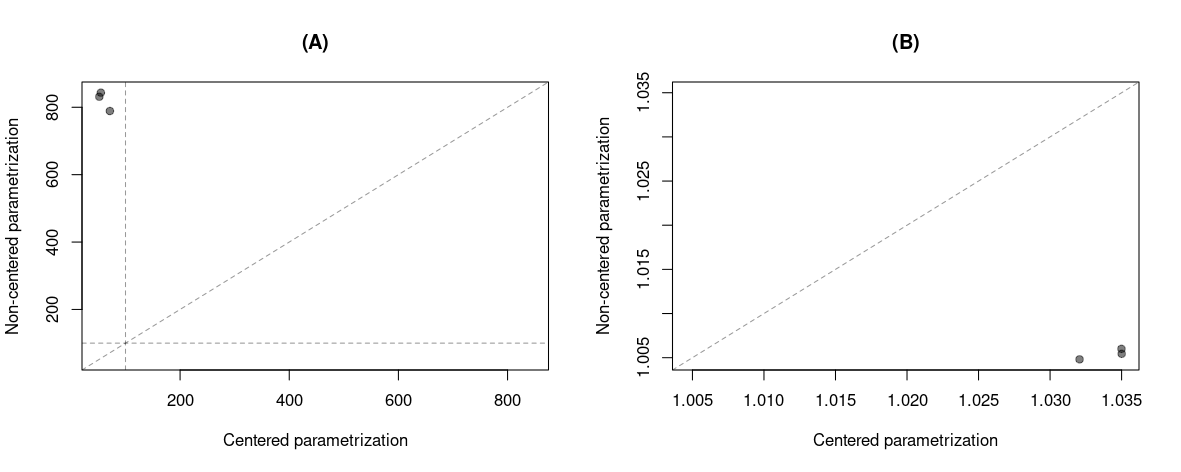 (A)
Non-centered parametrization
800
600
400
200
200 400 600 800
Centered parametrization
(B)
Non-centered parametrization
1.035
1.025
1.015
1.005
1.005 1.010 1.015 1.020 1.025 1.030 1.035
Centered parametrization